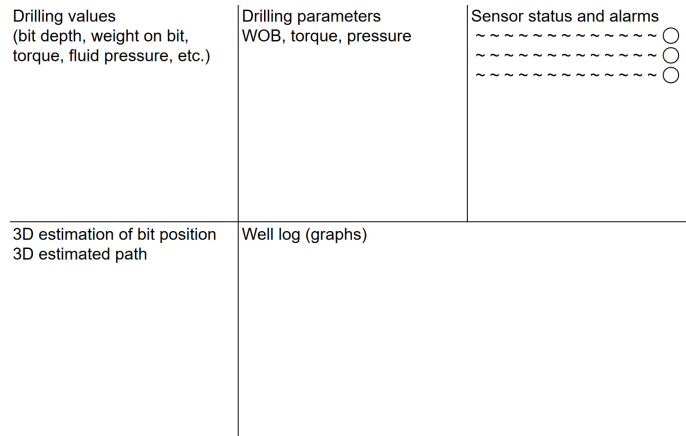 Drilling values
(bit depth, weight on bit,
torque, fluid pressure, etc.)
Drilling parameters
WOB, torque, pressure
Sensor status and alarms
~ ~ ~ ~ ~ ~ ~ ~ ~ ~ ~ ~ ~
~ ~ ~ ~ ~ ~ ~ ~ ~ ~ ~ ~ ~
~ ~ ~ ~ ~ ~ ~ ~ ~ ~ ~ ~ ~
3D estimation of bit position
3D estimated path
Well log (graphs)